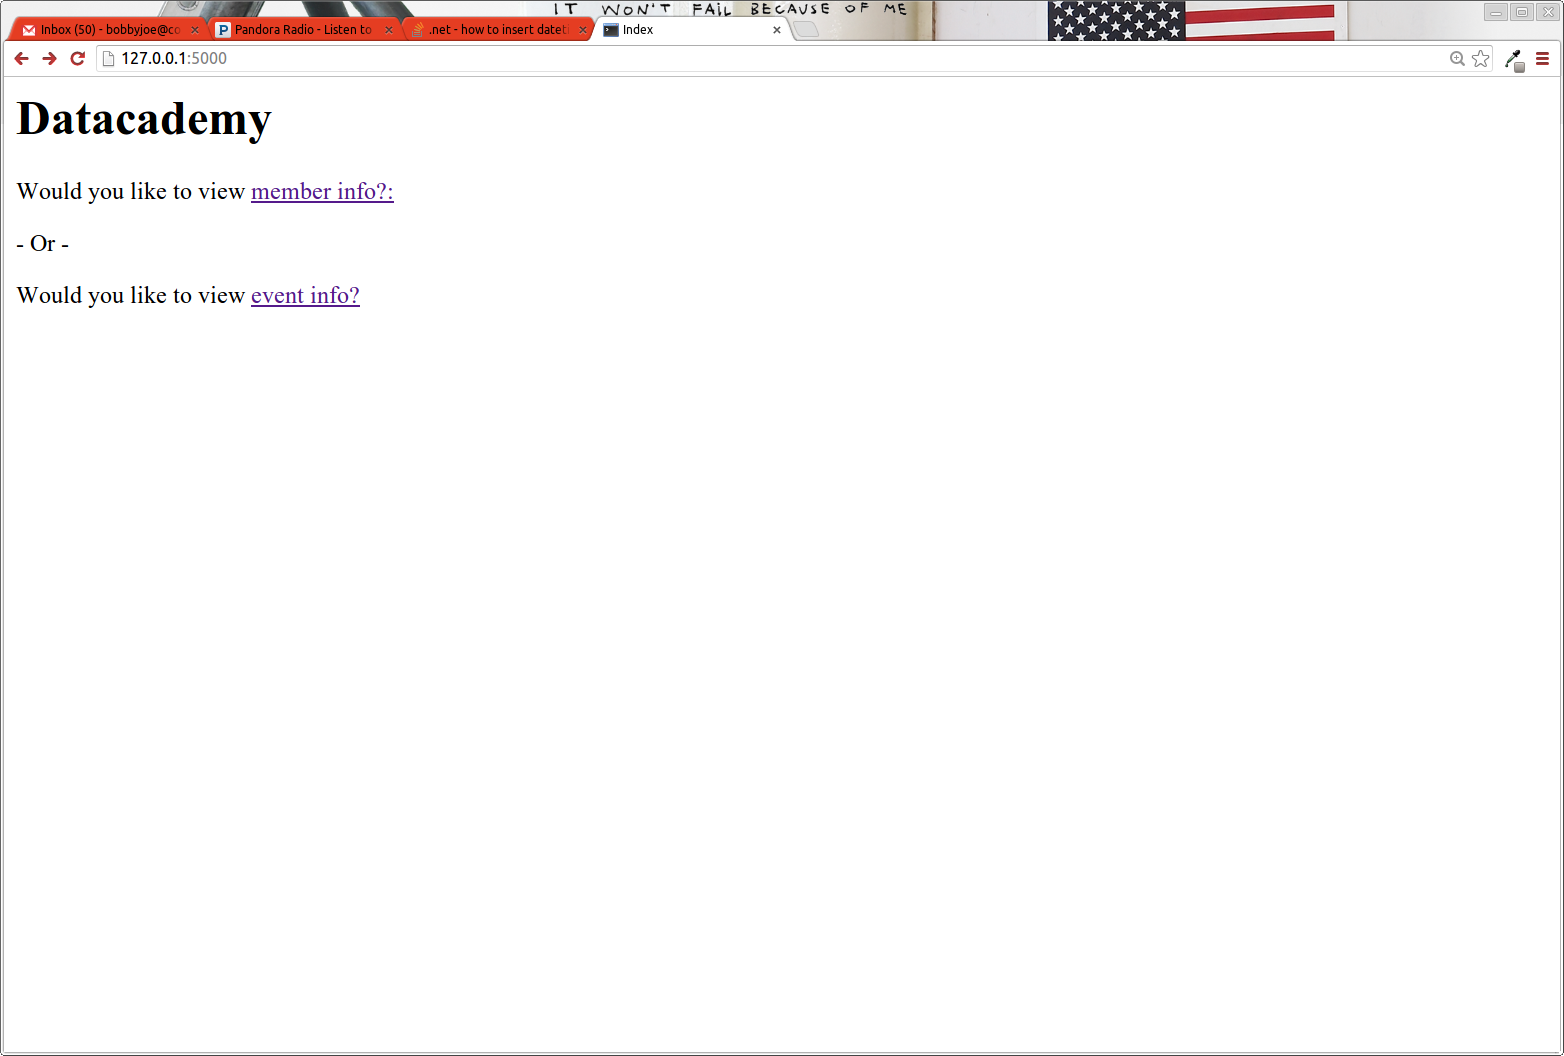 IT WON'T FAIL BECAUSE OF ME
Inbox (50) - bobbyjoe@co
Pandora Radio - Listen to
.net - how to insert dateti
Index
127.0.0.1:5000
Datacademy
Would you like to view member info?:
- Or -
Would you like to view event info?